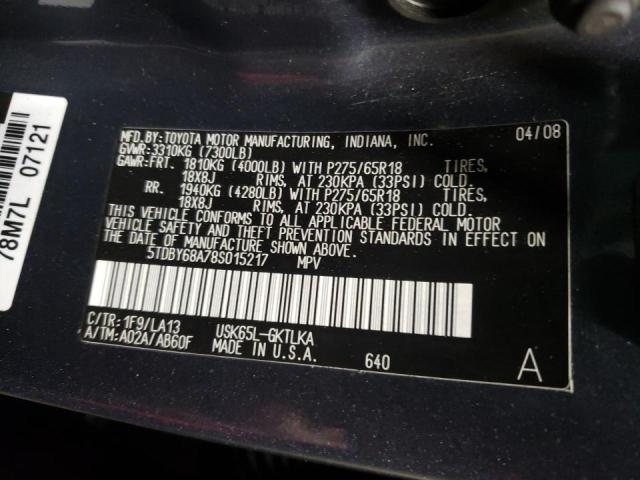 MFD.BY:TOYOTA MOTOR MANUFACTURING, INDIANA, INC. 04/08
GVWR:3310KG (7300LB)
GAWR:FRT. 1810KG (4000LB) WITH P275/65R18 TIRES,
18X8J RIMS, AT 230KPA (33PSI) COLD.
RR. 1940KG (4280LB) WITH P275/65R18 TIRES,
18X8J RIMS, AT 230KPA (33PSI) COLD.
THIS VEHICLE CONFORMS TO ALL APPLICABLE FEDERAL MOTOR
VEHICLE SAFETY AND THEFT PREVENTION STANDARDS IN EFFECT ON
THE DATE OF MANUFACTURE SHOWN ABOVE.
5TDBY68A78S015217 MPV
C/TR:1F9/LA13 USK65L-GKTLKA
A/TM:A02A/AB60F MADE IN U.S.A. 640
A
78M7L 07121